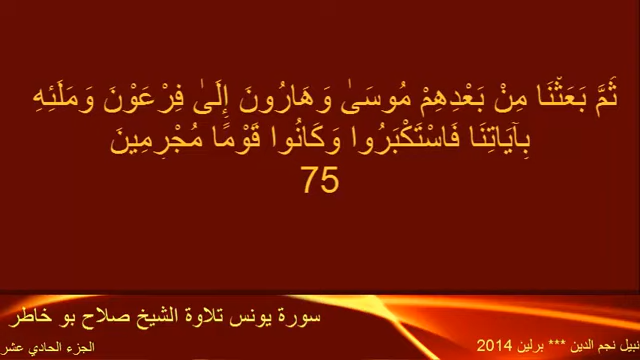 ثَمَّ بَعَثْنَا مِنْ بَعْدِهِمْ مُوسَىٰ وَهَارُونَ إِلَىٰ فِرْعَوْنَ وَمَلَئِهِ
بِآيَاتِنَا فَاسْتَكْبَرُوا وَكَانُوا قَوْمًا مُجْرِمِينَ
75
سورة يونس تلاوة الشيخ صلاح بو خاطر
نبيل نجم الدين *** برلين 2014
الجزء الحادي عشر